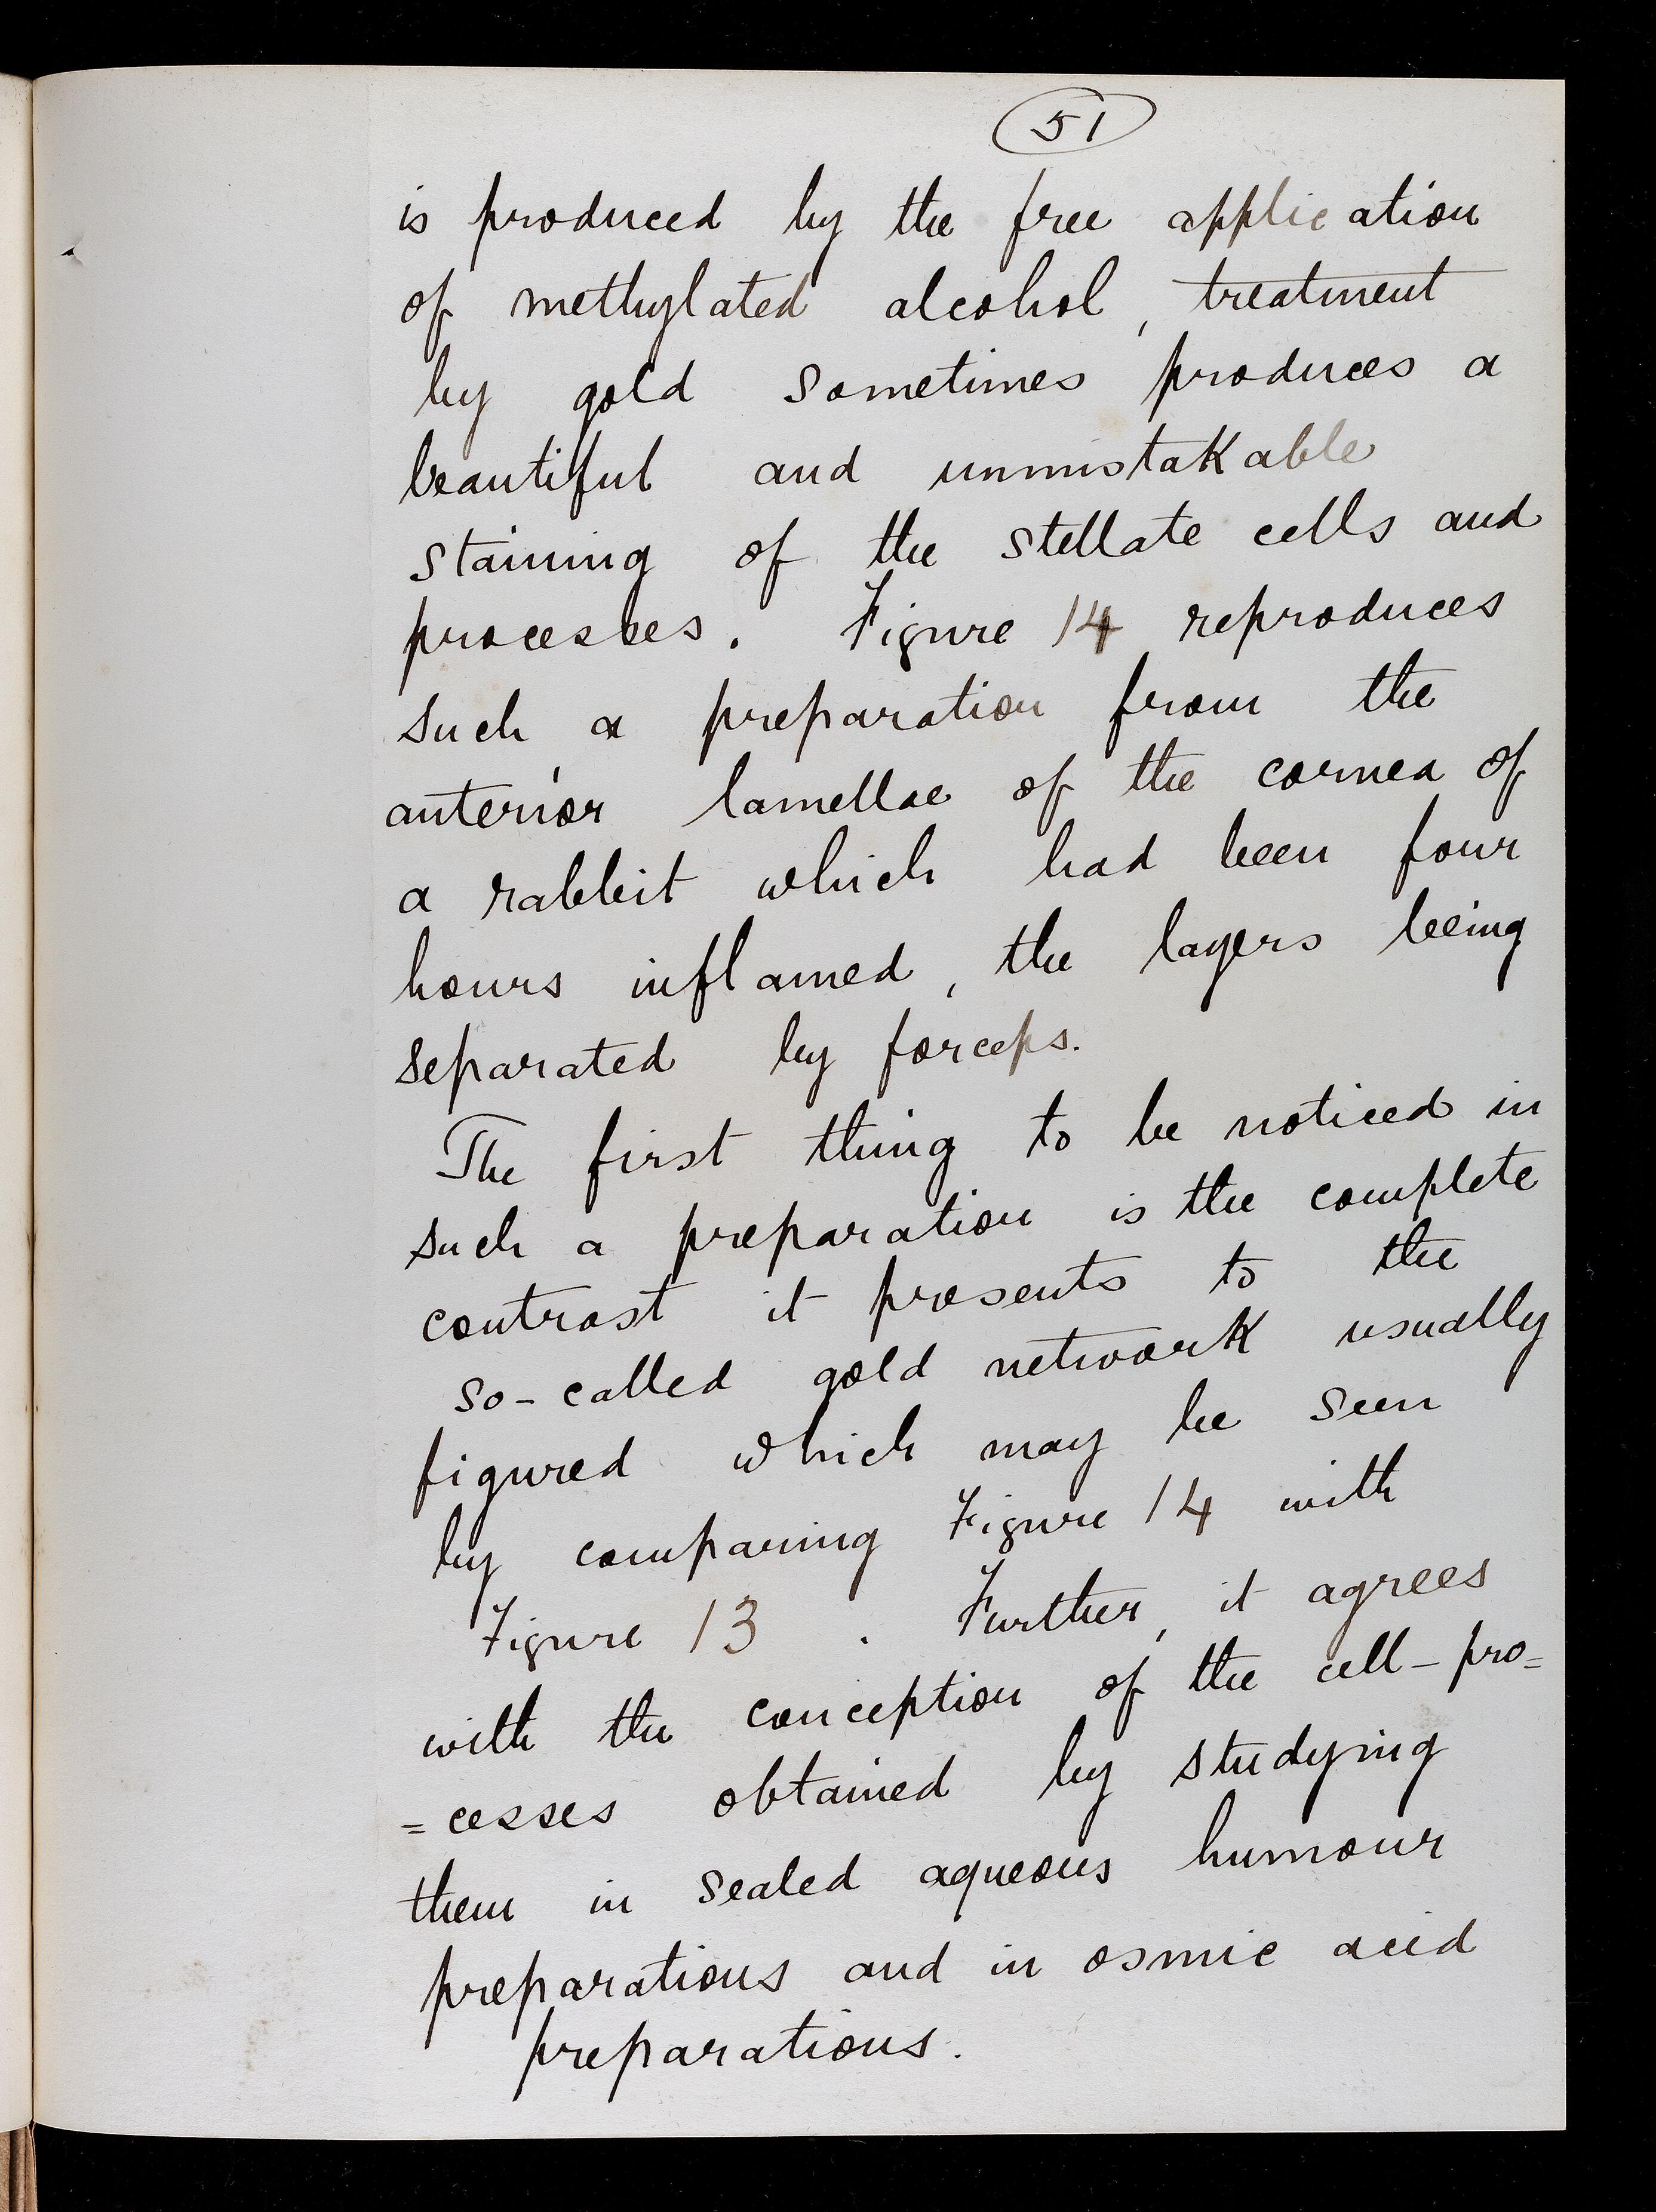 51
is produced by the free application
of methylated alcohol, treatment
by gold sometimes produces a
beautiful and unmistakable
staining of the stellate cells and
processes. Figure 14 reproduces
such a preparation from the
anterior lamellae of the cornea of
a rabbit which had been four
hours inflamed, the layers being
separated by forceps.
The first thing to be noticed in
such a preparation is the complete
contrast it presents to the
so-called gold network usually
figured which may be seen
by comparing Figure 14 with
Figure 13 . Further, it agrees
with the conception of the cell-pro=
=cesses obtained by studying
them in sealed aqueous humour
preparations and in osmic acid
preparations.